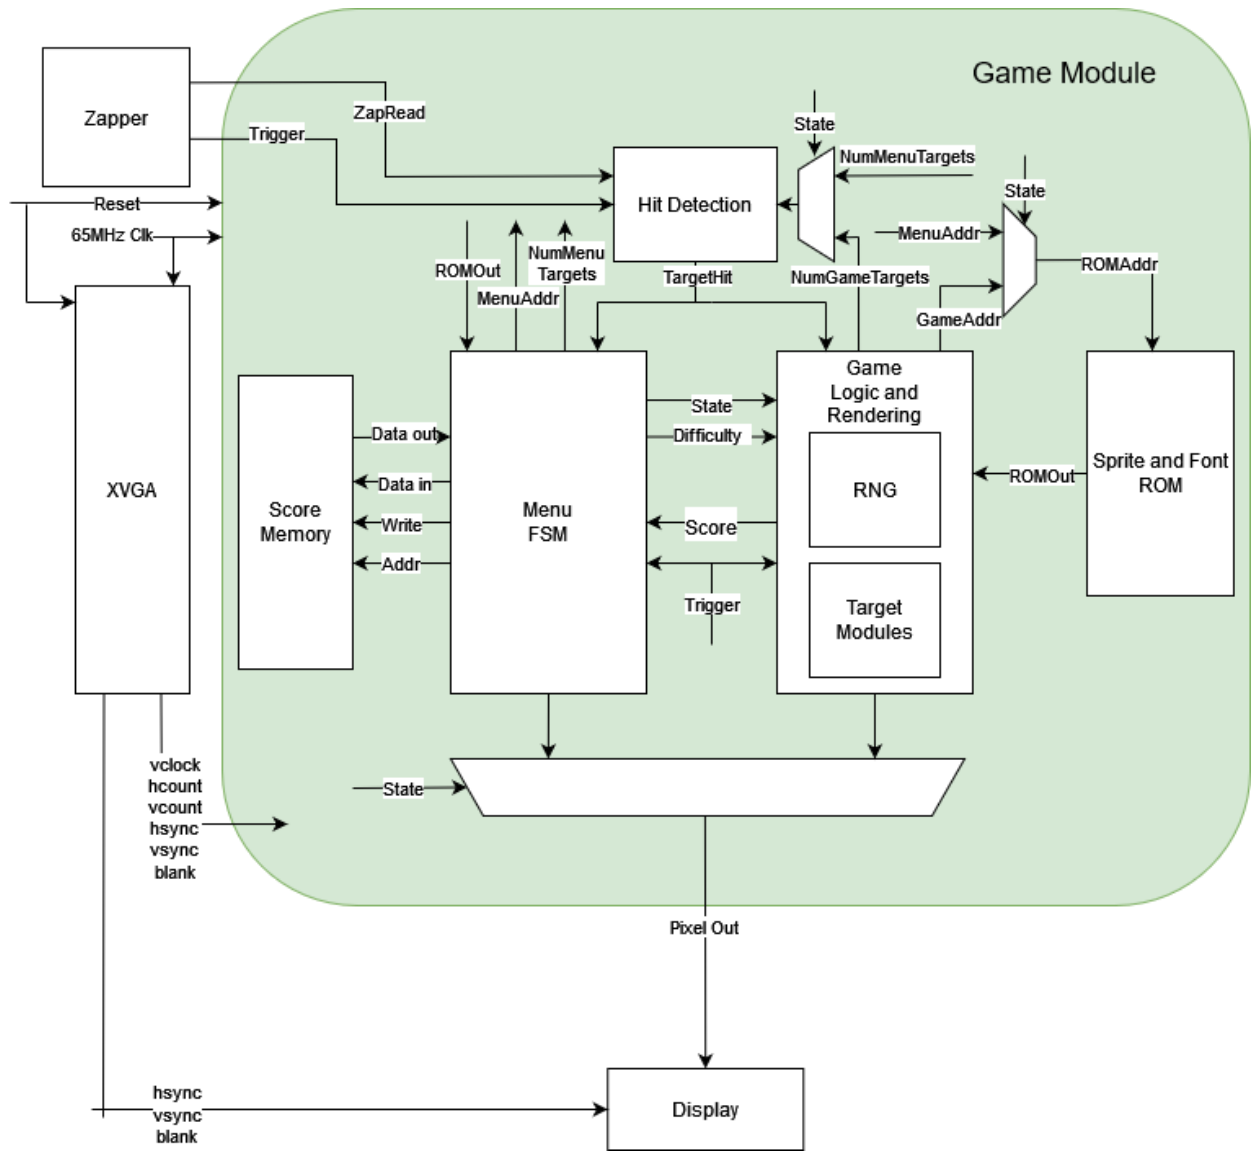 Game Module
Zapper
ZapRead
Trigger
State
NumMenuTargets
State
Reset
Hit Detection
MenuAddr
65MHz Clk
ROMOut
NumMenu
Targets
MenuAddr
TargetHit
NumGameTargets
ROMAddr
GameAddr
Game
Logic and
Rendering
State
Difficulty
Data out
Data in
Write
Addr
XVGA
Score
Memory
Menu
FSM
Score
Trigger
RNG
Target
Modules
ROMOut
Sprite and Font
ROM
vclock
hcount
vcount
hsync
vsync
blank
State
Pixel Out
hsync
vsync
blank
Display